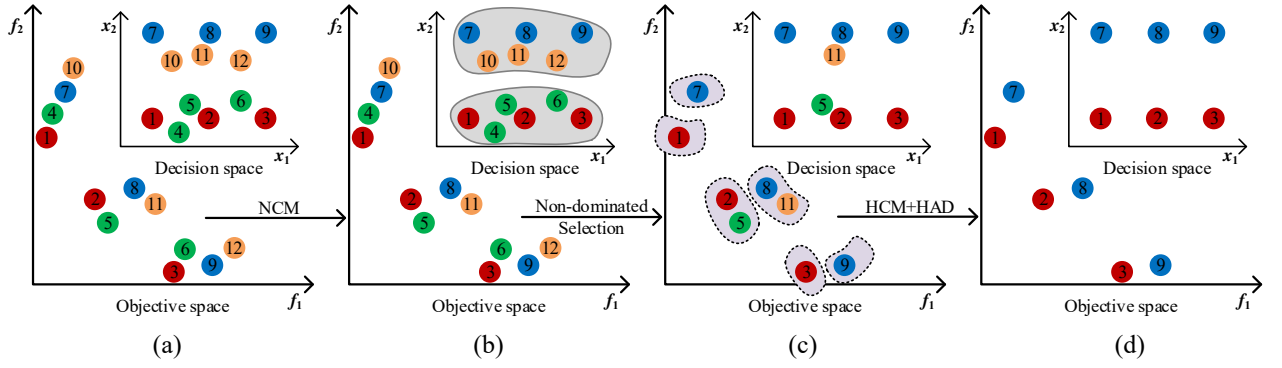 f₂
x₂
7
8
9
10
11
12
10
7
4
1
5
6
1
2
3
4
x₁
Decision space
2
8
11
5
6
12
3
9
Objective space
f₁
(a)
NCM
f₂
x₂
7
8
9
10
11
12
10
7
4
1
5
6
1
2
3
4
x₁
Decision space
2
8
11
5
6
12
3
9
Objective space
f₁
(b)
Non-dominated
Selection
f₂
x₂
7
8
9
11
7
1
5
1
2
3
x₁
Decision space
2
8
11
5
3
9
Objective space
f₁
(c)
HCM+HAD
f₂
x₂
7
8
9
7
1
1
2
3
x₁
Decision space
2
8
3
9
Objective space
f₁
(d)